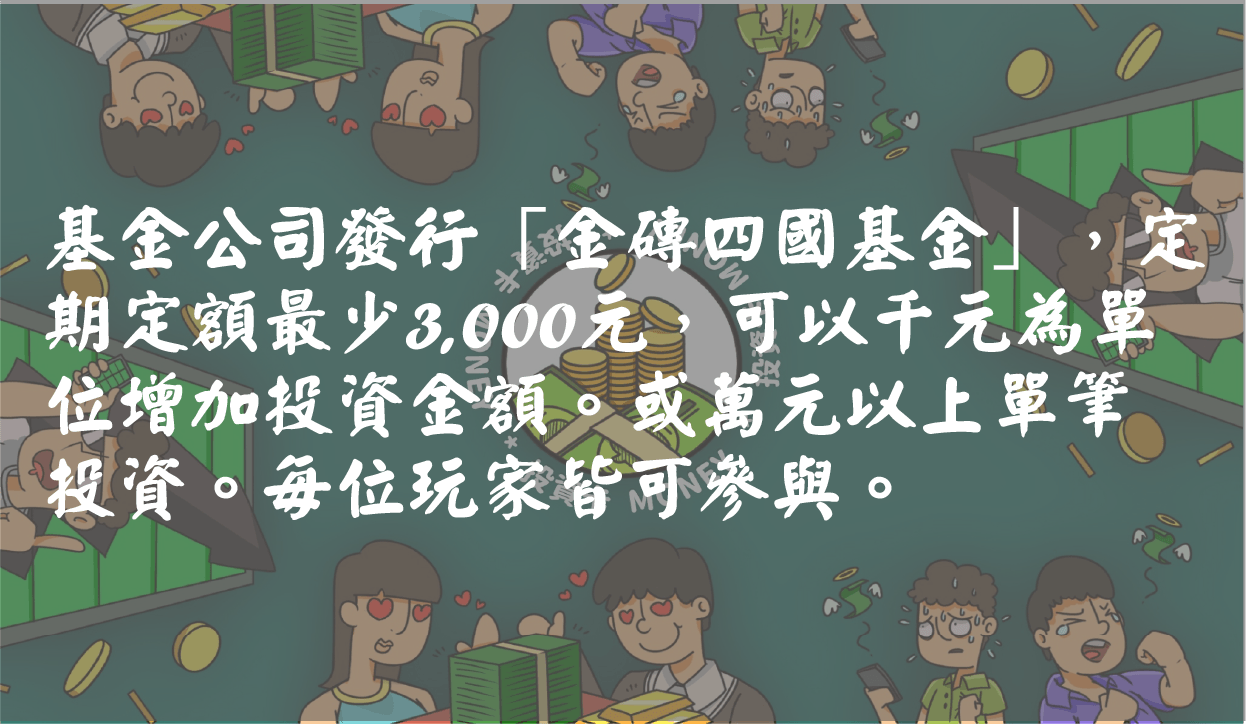 基金公司發行「金磚四國基金」，定
期定額最少3,000元，可以千元為單
位增加投資金額。或萬元以上單筆
投資。每位玩家皆可參與。
MONEY